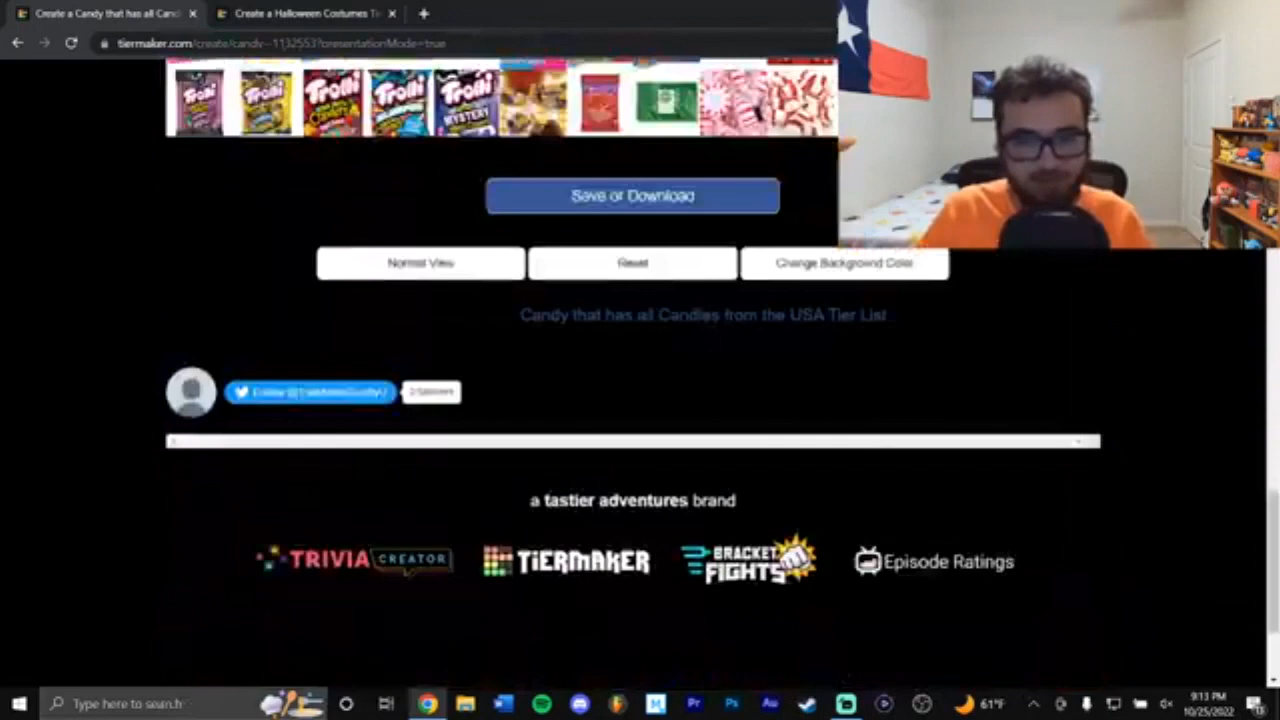 Create a Candy that has all Cand
Create a Halloween Costumes Ti
tiermaker.com/create/candy--1132553?presentationMode=true
Trolli Trolli Trolli Trolli Trolli
MYSTERY
Save or Download
Normal View Reset Change Background Color
Candy that has all Candies from the USA Tier List
a tastier adventures brand
TRIVIA CREATOR TiERMAKER BRACKET FIGHTS Episode Ratings
Type here to search
61°F
9:13 PM
10/25/2022